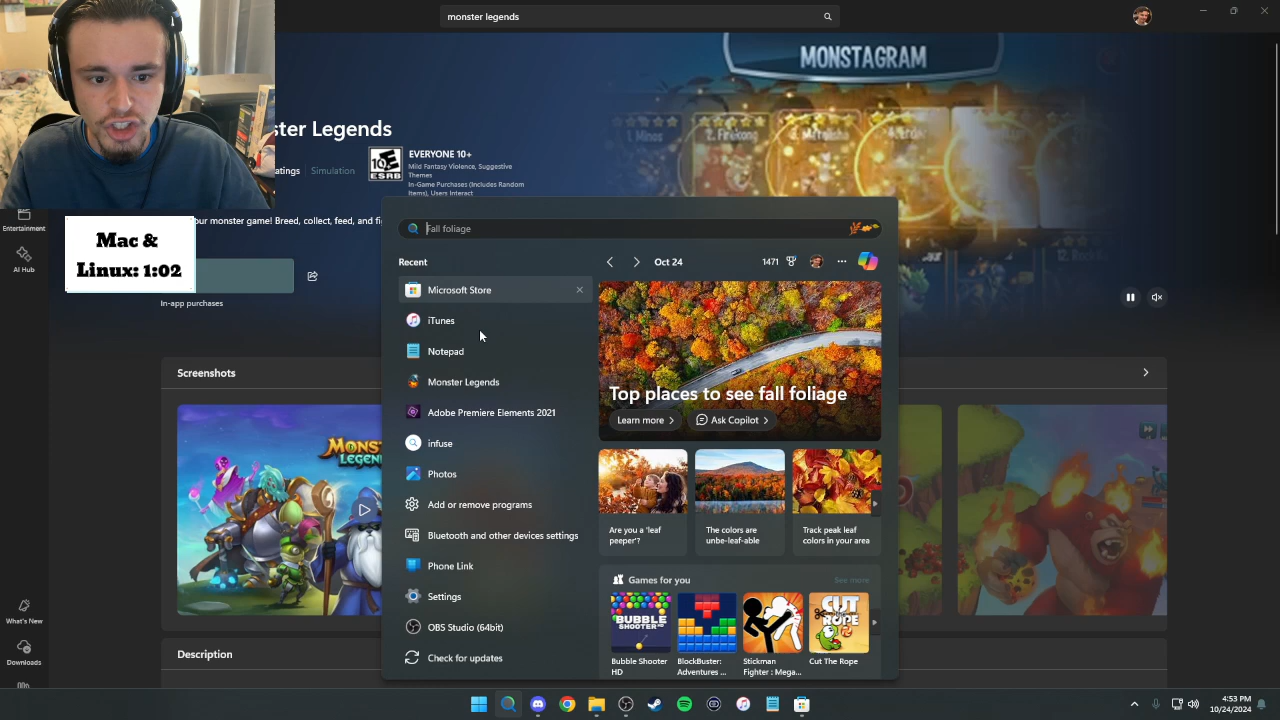 monster legends
MONSTAGRAM
ster Legends
EVERYONE 10+
Mild Fantasy Violence, Suggestive
Themes
In-Game Purchases (Includes Random
Items), Users Interact
atings
Simulation
ESRB
Entertainment
our monster game! Breed, collect, feed, and fi
Mac &
Linux: 1:02
AI Hub
In-app purchases
Fall foliage
Recent
Oct 24
1471
Microsoft Store
iTunes
Notepad
Monster Legends
Adobe Premiere Elements 2021
infuse
Photos
Add or remove programs
Bluetooth and other devices settings
Phone Link
Settings
OBS Studio (64bit)
Check for updates
Top places to see fall foliage
Learn more
Ask Copilot
Are you a 'leaf
peeper'?
The colors are
unbe-leaf-able
Track peak leaf
colors in your area
Games for you
See more
BUBBLE
SHOOTER
CUT
ROPE
Bubble Shooter
HD
BlockBuster:
Adventures ...
Stickman
Fighter : Mega...
Cut The Rope
Screenshots
MONST
LEGEN
Description
What's New
Downloads
4:53 PM
10/24/2024